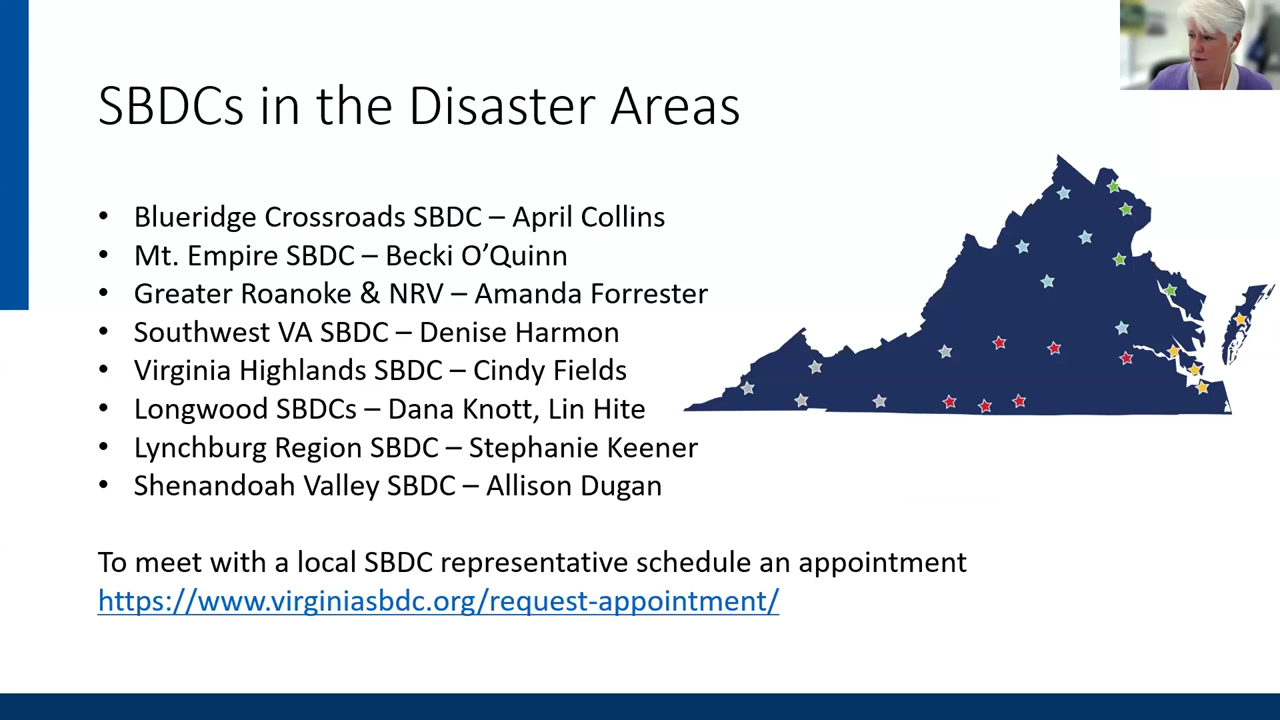 SBDCs in the Disaster Areas
• Blueridge Crossroads SBDC – April Collins
• Mt. Empire SBDC – Becki O’Quinn
• Greater Roanoke & NRV – Amanda Forrester
• Southwest VA SBDC – Denise Harmon
• Virginia Highlands SBDC – Cindy Fields
• Longwood SBDCs – Dana Knott, Lin Hite
• Lynchburg Region SBDC – Stephanie Keener
• Shenandoah Valley SBDC – Allison Dugan
To meet with a local SBDC representative schedule an appointment
https://www.virginiasbdc.org/request-appointment/